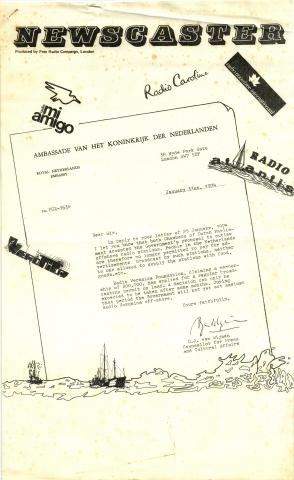 NEWSCASTER
Produced by Free Radio Campaign, London
Radio Caroline
mi
amigo
AMBASSADE VAN HET KONINKRIJK DER NEDERLANDEN
ROYAL NETHERLANDS
EMBASSY
38 Hyde Park Gate
London SW7 5DP
RADIO
atlantis
January 31st, 1974
Dear Sir,
In reply to your letter of 25 January, 1974
I let you know that both Chambers of Dutch Parlia-
ment accepted the Government's proposal to outlaw
offshore radio stations. People in the Netherlands
are therefore no longer permitted to pay for ad-
vertisements broadcast by such stations, neither
is one allowed to supply the stations with food,
goods, etc.
Radio Veronica Foundation, claiming a member-
ship of 200,000, has applied for a regular broad-
casting permit on land. A decision can only be
expected to be taken after some months. During
that period the Government will not yet act against
Radio Veronica off-shore.
Yours faithfully,
Veronica
Counsellor for Press
and Cultural Affairs